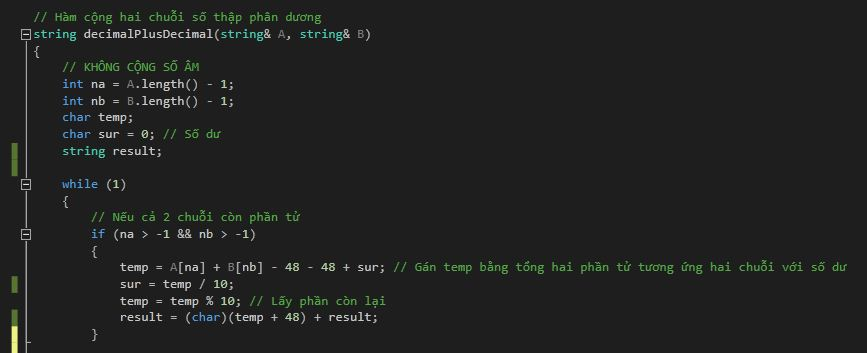 // Hàm cộng hai chuỗi số thập phân dương
string decimalPlusDecimal(string& A, string& B)
{
// KHÔNG CỘNG SỐ ÂM
int na = A.length() - 1;
int nb = B.length() - 1;
char temp;
char sur = 0; // Số dư
string result;
while (1)
{
// Nếu cả 2 chuỗi còn phần tử
if (na > -1 && nb > -1)
{
temp = A[na] + B[nb] - 48 - 48 + sur; // Gán temp bằng tổng hai phần tử tương ứng hai chuỗi với số dư
sur = temp / 10;
temp = temp % 10; // Lấy phần còn lại
result = (char)(temp + 48) + result;
}